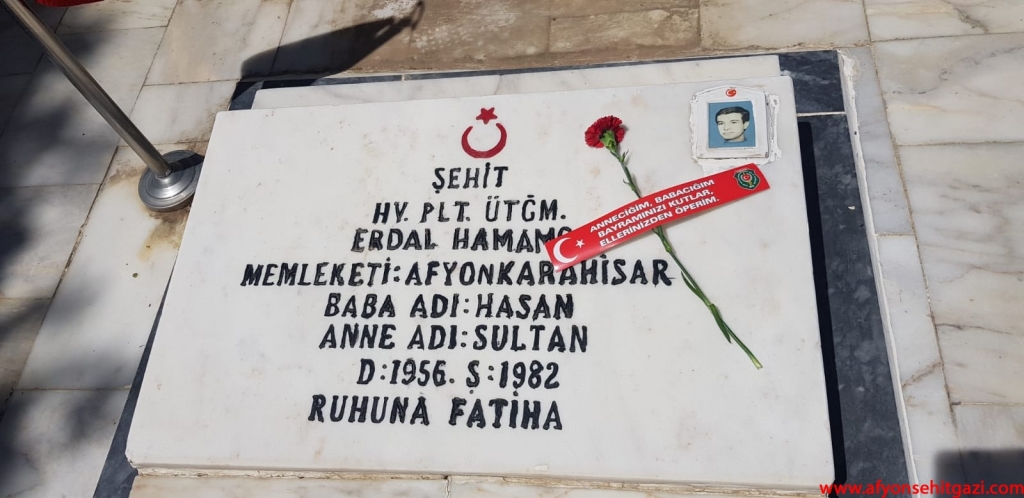 ŞEHİT
HV. PLT. ÜTĞM.
ERDAL
MEMLEKETİ:AFYONKARAHİSAR
BABA ADI:HASAN
ANNE ADI:SULTAN
D:1956. Ş:1982
RUHUNA FATİHA
ANNECİĞİM, BABACIĞIM
BAYRAMINIZI KUTLAR,
ELLERİNİZDEN ÖPERİM.
www.afyonsehitgazi.com